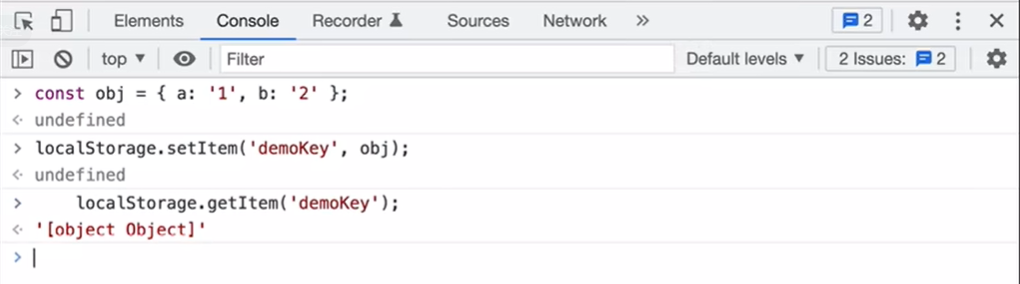 Elements Console Recorder Sources Network » 2
top ▼ Filter Default levels ▼ 2 Issues: 2
> const obj = { a: '1', b: '2' };
<· undefined
> localStorage.setItem('demoKey', obj);
<· undefined
>     localStorage.getItem('demoKey');
<· '[object Object]'
>